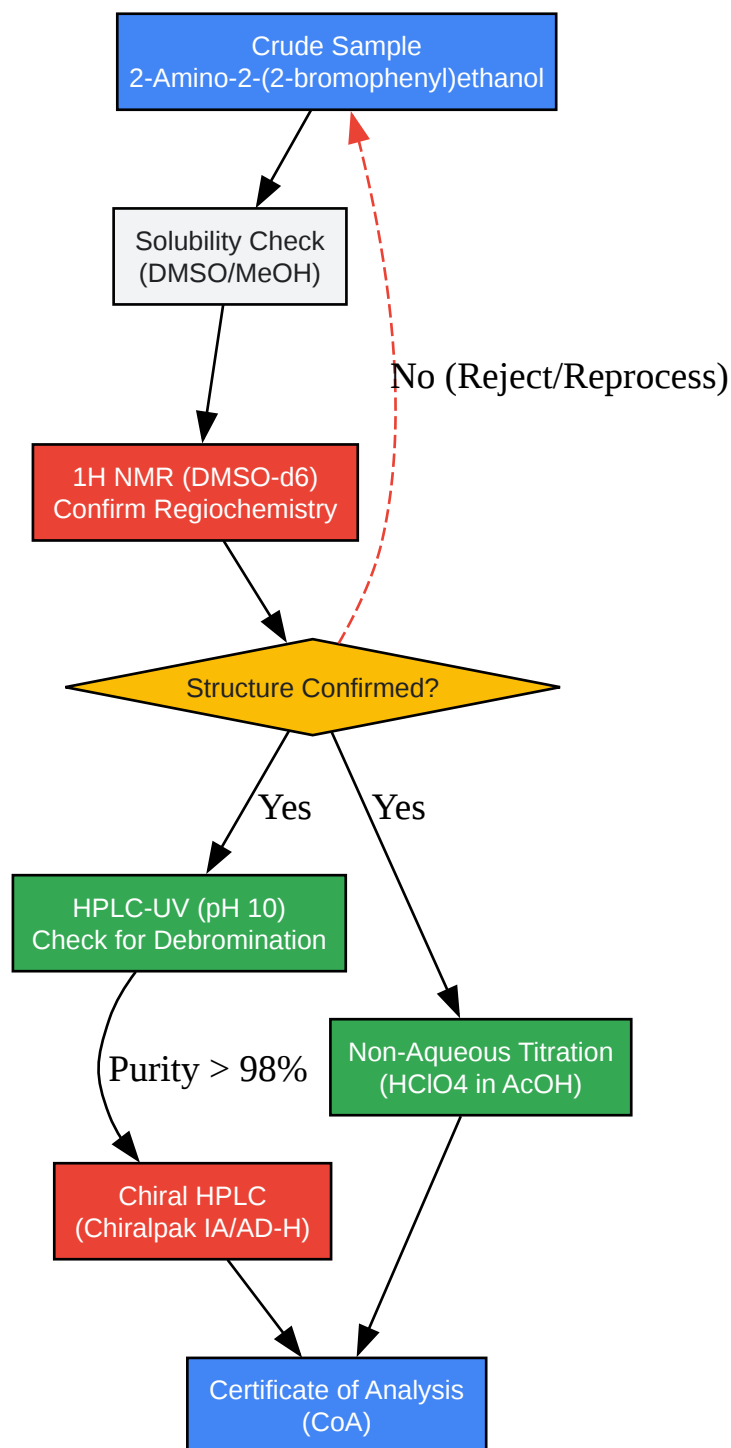 Crude Sample
2-Amino-2-(2-bromophenyl)ethanol
Solubility Check
(DMSO/MeOH)
No (Reject/Reprocess)
1H NMR (DMSO-d6)
Confirm Regiochemistry
Structure Confirmed?
Yes
Yes
HPLC-UV (pH 10)
Check for Debromination
Purity > 98%
Non-Aqueous Titration
(HClO4 in AcOH)
Chiral HPLC
(Chiralpak IA/AD-H)
Certificate of Analysis
(CoA)